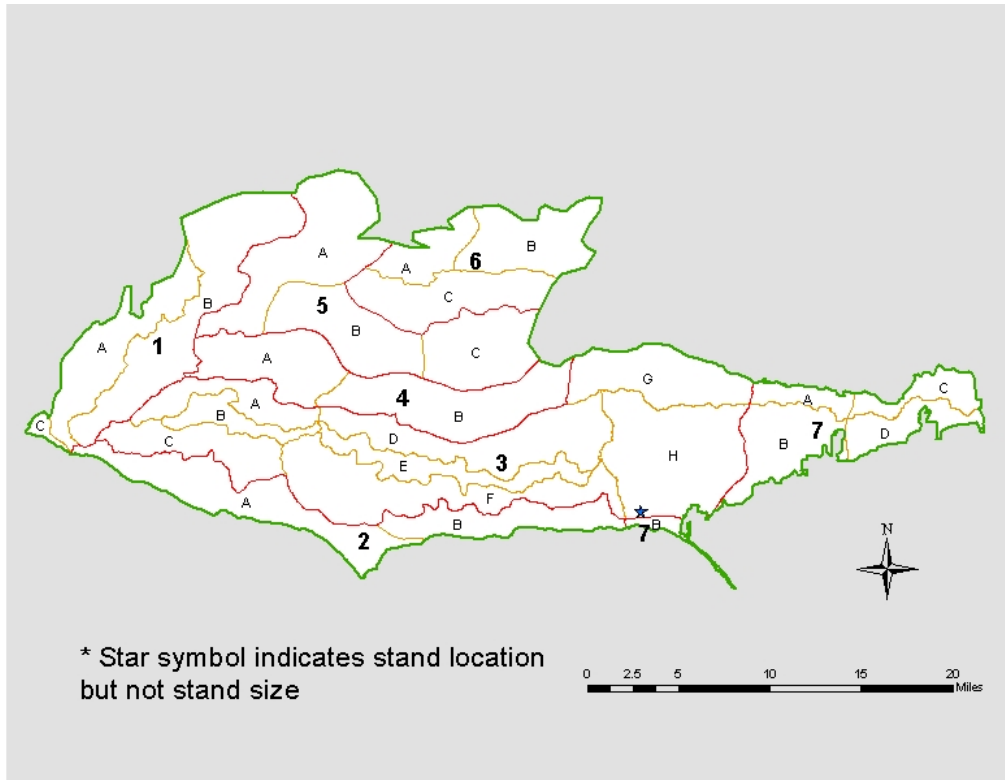 A
6
B
A
C
5
B
B
A
1
A
C
G
C
A
4
B
A
B
D
C
E
3
H
A
7
B
D
C
F
A
2
B
B
7
N
* Star symbol indicates stand location
but not stand size
0 2.5 5 10 15 20
Miles